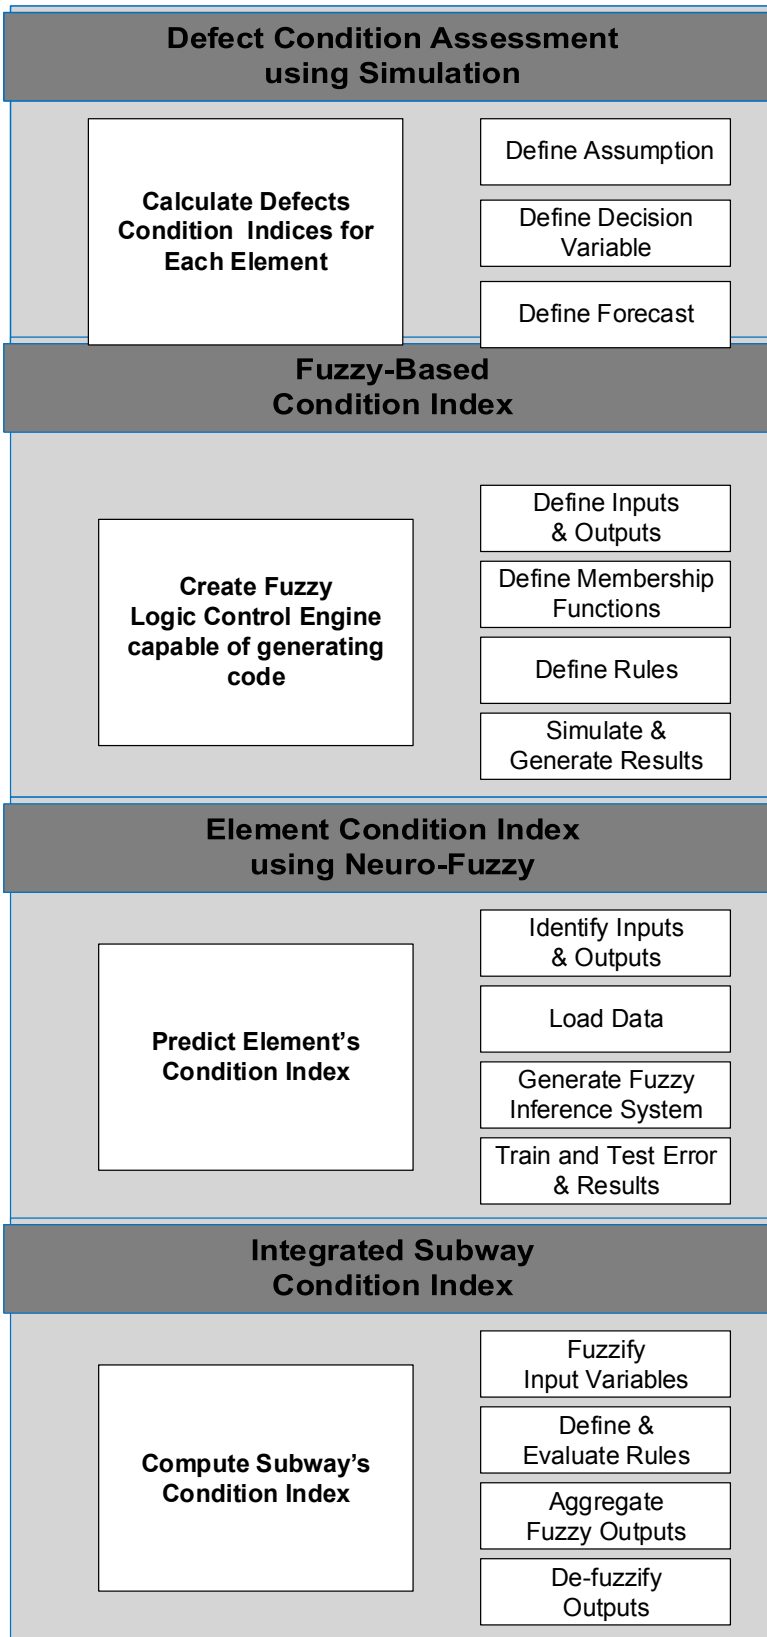 Defect Condition Assessment
using Simulation
Calculate Defects
Condition Indices for
Each Element
Define Assumption
Define Decision
Variable
Define Forecast
Fuzzy-Based
Condition Index
Create Fuzzy
Logic Control Engine
capable of generating
code
Define Inputs
& Outputs
Define Membership
Functions
Define Rules
Simulate &
Generate Results
Element Condition Index
using Neuro-Fuzzy
Predict Element’s
Condition Index
Identify Inputs
& Outputs
Load Data
Generate Fuzzy
Inference System
Train and Test Error
& Results
Integrated Subway
Condition Index
Compute Subway’s
Condition Index
Fuzzify
Input Variables
Define &
Evaluate Rules
Aggregate
Fuzzy Outputs
De-fuzzify
Outputs